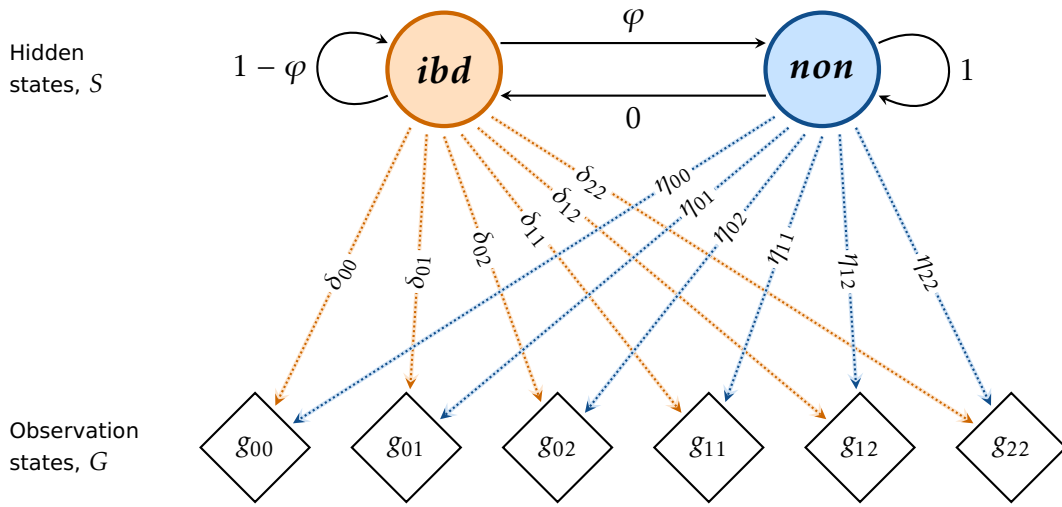 Hidden
states, S
1 − φ
ibd
φ
0
non
1
δ₀₀
δ₀₁
δ₀₂
δ₁₁
δ₁₂
δ₂₂
η₀₀
η₀₁
η₀₂
η₁₁
η₁₂
η₂₂
Observation
states, G
g₀₀
g₀₁
g₀₂
g₁₁
g₁₂
g₂₂